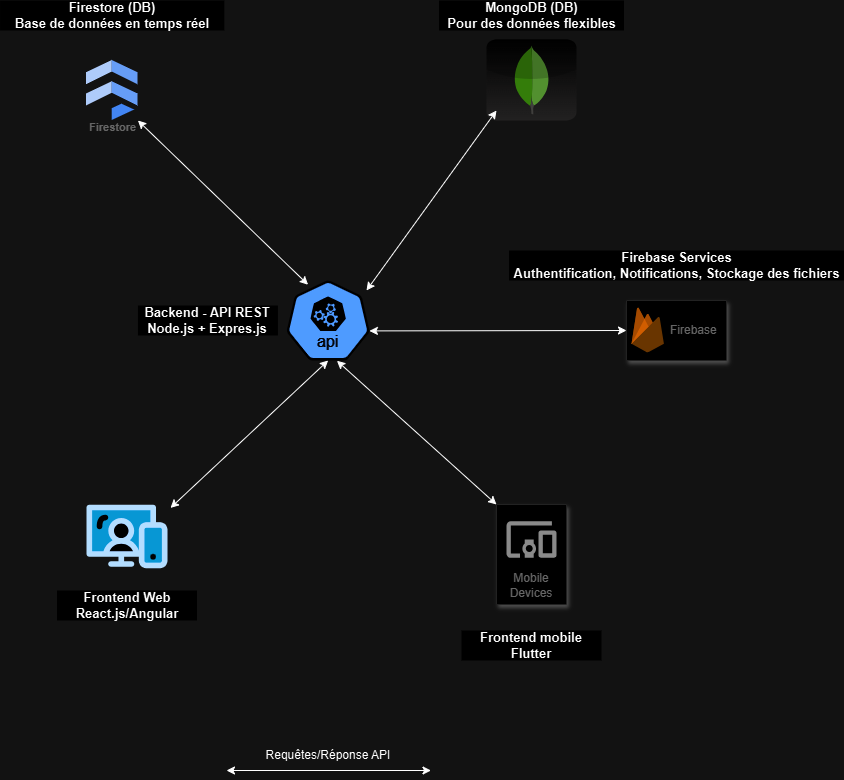 Firestore (DB)
Base de données en temps réel
MongoDB (DB)
Pour des données flexibles
Firestore
Firebase Services
Authentification, Notifications, Stockage des fichiers
Backend - API REST
Node.js + Expres.js
api
Firebase
Mobile
Devices
Frontend Web
React.js/Angular
Frontend mobile
Flutter
Requêtes/Réponse API